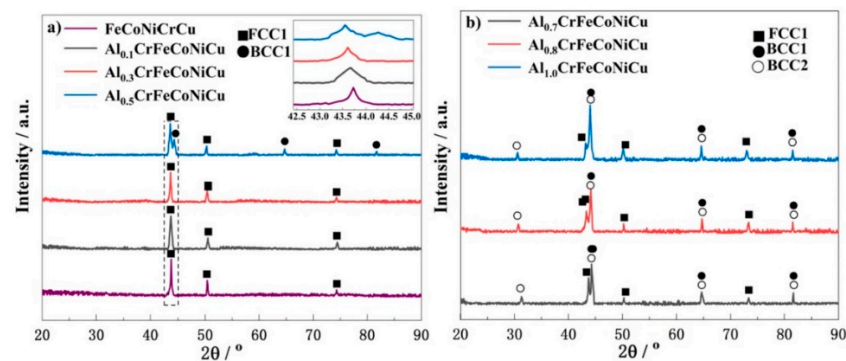 a)
FeCoNiCrCu
Al0.1CrFeCoNiCu
Al0.3CrFeCoNiCu
Al0.5CrFeCoNiCu
FCC1
BCC1
42.5 43.0 43.5 44.0 44.5 45.0
Intensity / a.u.
20 30 40 50 60 70 80 90
2θ / °
b)
Al0.7CrFeCoNiCu
Al0.8CrFeCoNiCu
Al1.0CrFeCoNiCu
FCC1
BCC1
BCC2
Intensity / a.u.
20 30 40 50 60 70 80 90
2θ / °